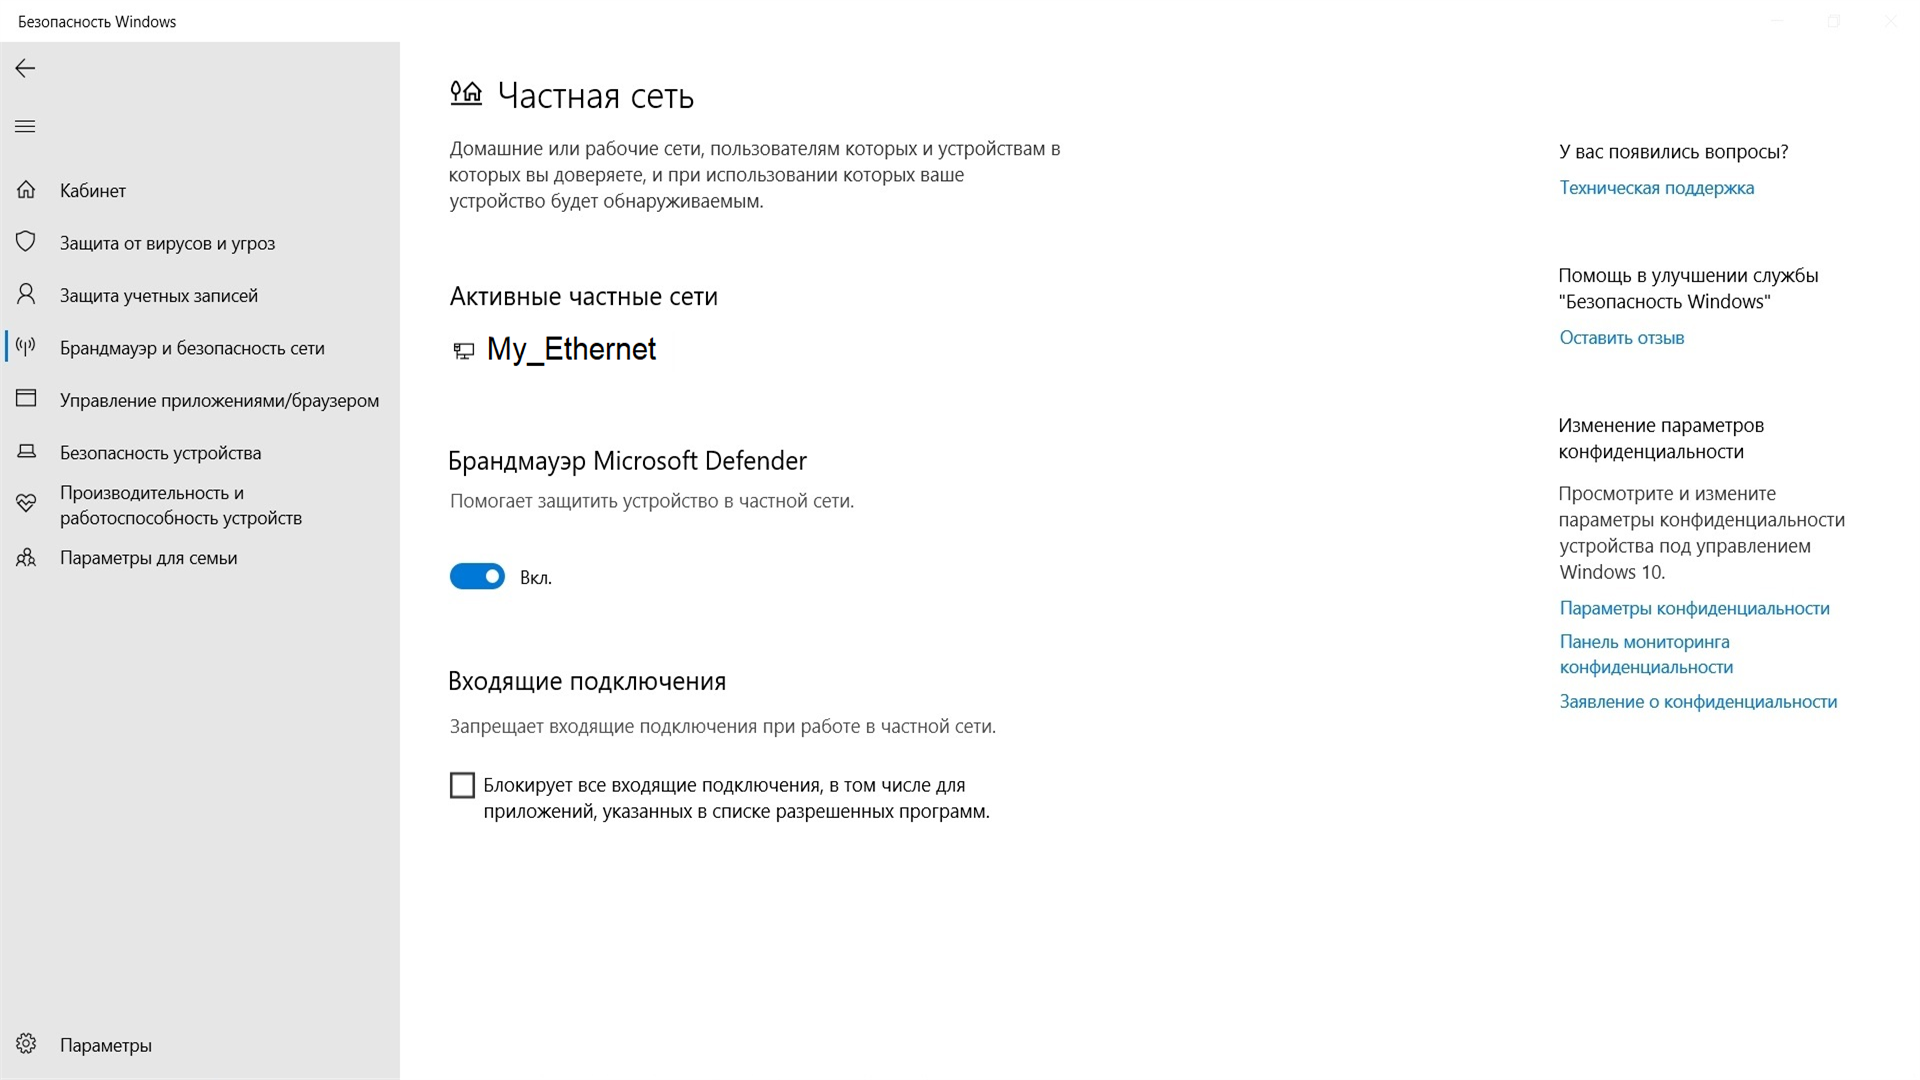 Безопасность Windows
Кабинет
Защита от вирусов и угроз
Защита учетных записей
Брандмауэр и безопасность сети
Управление приложениями/браузером
Безопасность устройства
Производительность и
работоспособность устройств
Параметры для семьи
Параметры
Частная сеть
Домашние или рабочие сети, пользователям которых и устройствам в
которых вы доверяете, и при использовании которых ваше
устройство будет обнаруживаемым.
Активные частные сети
My_Ethernet
Брандмауэр Microsoft Defender
Помогает защитить устройство в частной сети.
Вкл.
Входящие подключения
Запрещает входящие подключения при работе в частной сети.
Блокирует все входящие подключения, в том числе для
приложений, указанных в списке разрешенных программ.
У вас появились вопросы?
Техническая поддержка
Помощь в улучшении службы
"Безопасность Windows"
Оставить отзыв
Изменение параметров
конфиденциальности
Просмотрите и измените
параметры конфиденциальности
устройства под управлением
Windows 10.
Параметры конфиденциальности
Панель мониторинга
конфиденциальности
Заявление о конфиденциальности